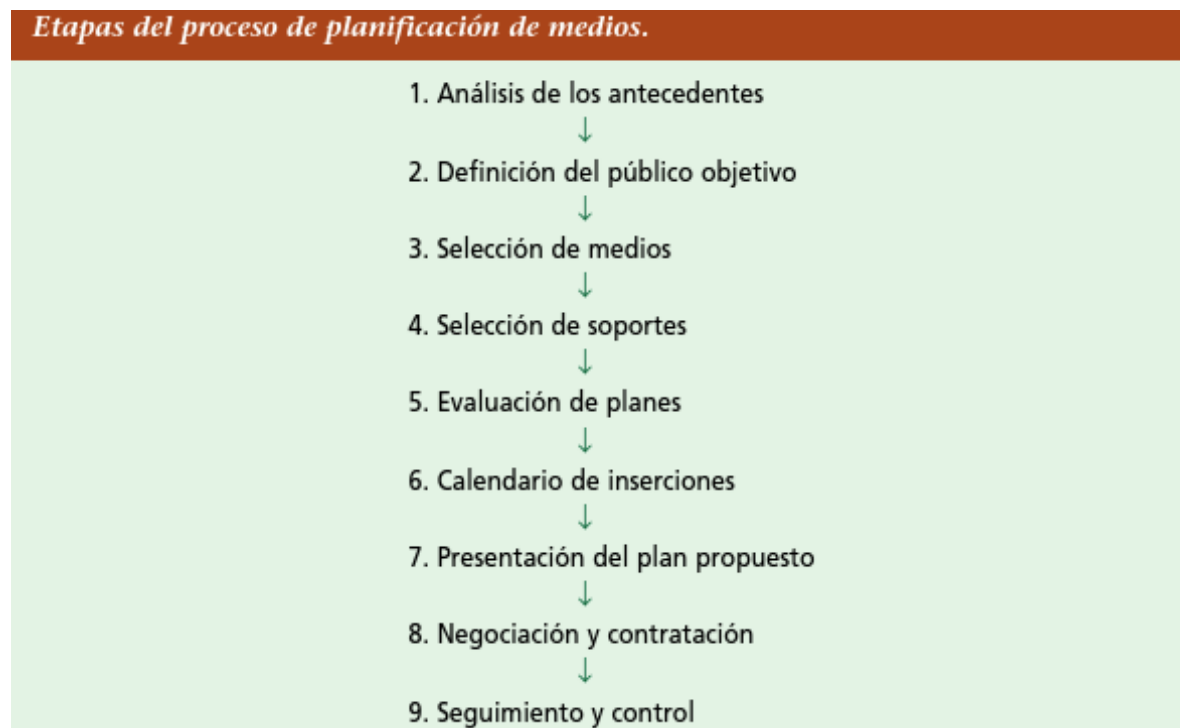 Etapas del proceso de planificación de medios.
1. Análisis de los antecedentes
↓
2. Definición del público objetivo
↓
3. Selección de medios
↓
4. Selección de soportes
↓
5. Evaluación de planes
↓
6. Calendario de inserciones
↓
7. Presentación del plan propuesto
↓
8. Negociación y contratación
↓
9. Seguimiento y control